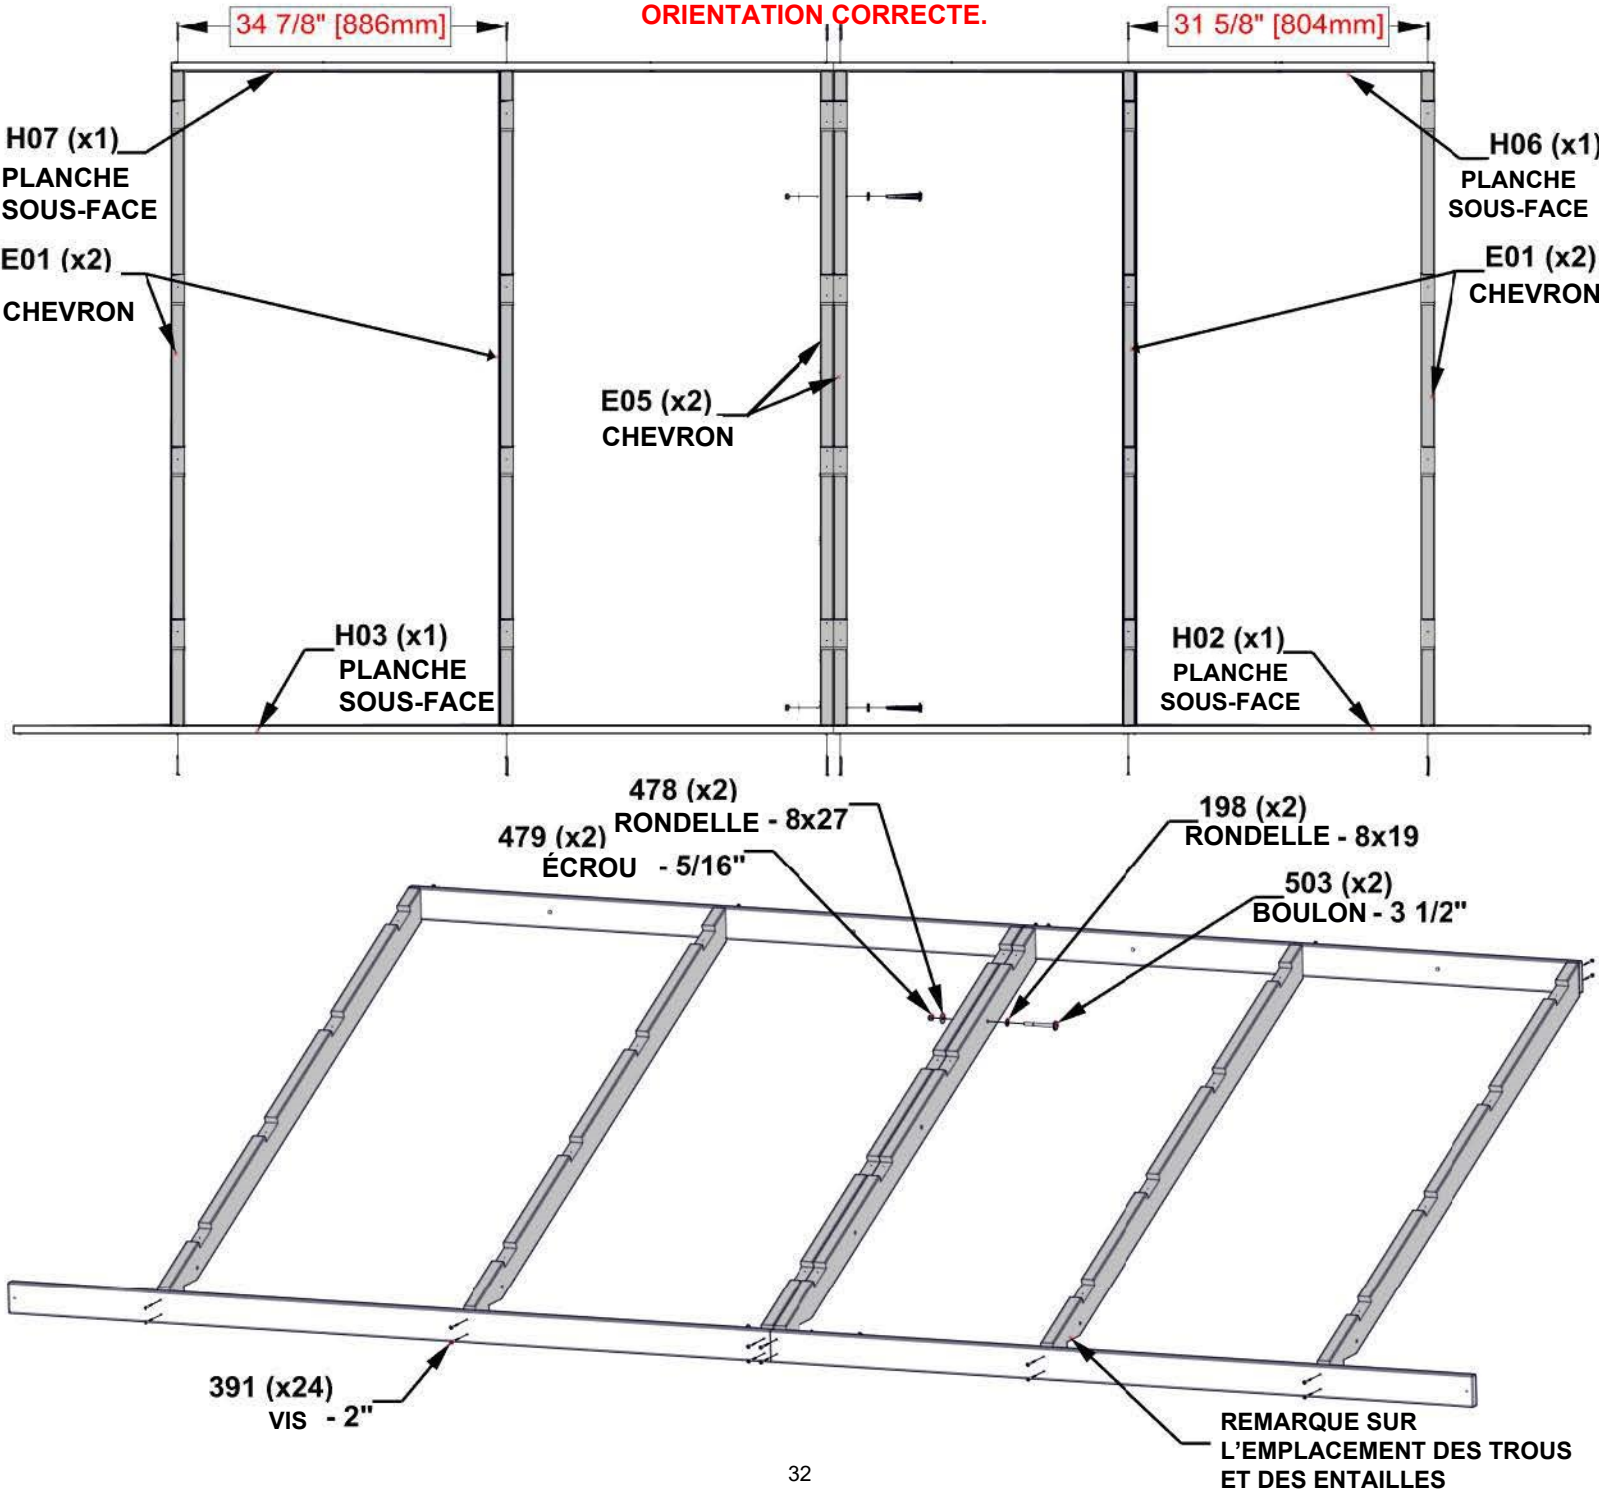 ORIENTATION CORRECTE.
34 7/8" [886mm]
31 5/8" [804mm]
H07 (x1)
PLANCHE
SOUS-FACE
H06 (x1)
PLANCHE
SOUS-FACE
E01 (x2)
CHEVRON
E01 (x2)
CHEVRON
E05 (x2)
CHEVRON
H03 (x1)
PLANCHE
SOUS-FACE
H02 (x1)
PLANCHE
SOUS-FACE
478 (x2)
RONDELLE - 8x27
479 (x2)
ÉCROU - 5/16"
198 (x2)
RONDELLE - 8x19
503 (x2)
BOULON - 3 1/2"
391 (x24)
VIS - 2"
REMARQUE SUR
L'EMPLACEMENT DES TROUS
ET DES ENTAILLES
32